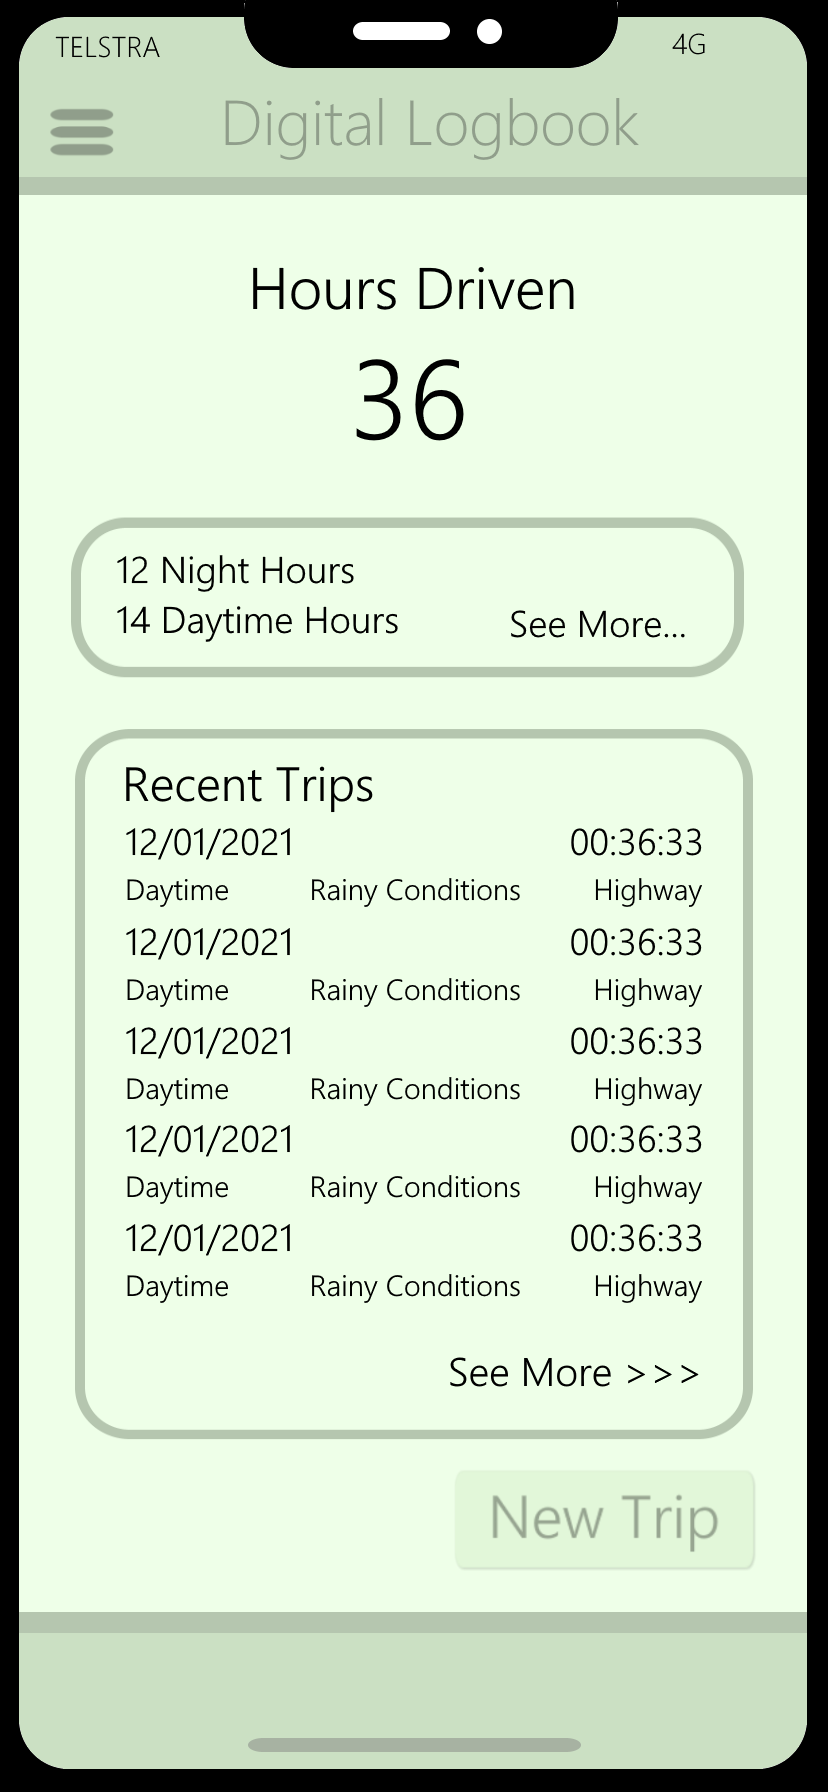 TELSTRA 4G
Digital Logbook
Hours Driven
36
12 Night Hours
14 Daytime Hours See More...
Recent Trips
12/01/2021 00:36:33
Daytime Rainy Conditions Highway
12/01/2021 00:36:33
Daytime Rainy Conditions Highway
12/01/2021 00:36:33
Daytime Rainy Conditions Highway
12/01/2021 00:36:33
Daytime Rainy Conditions Highway
12/01/2021 00:36:33
Daytime Rainy Conditions Highway
See More >>>
New Trip